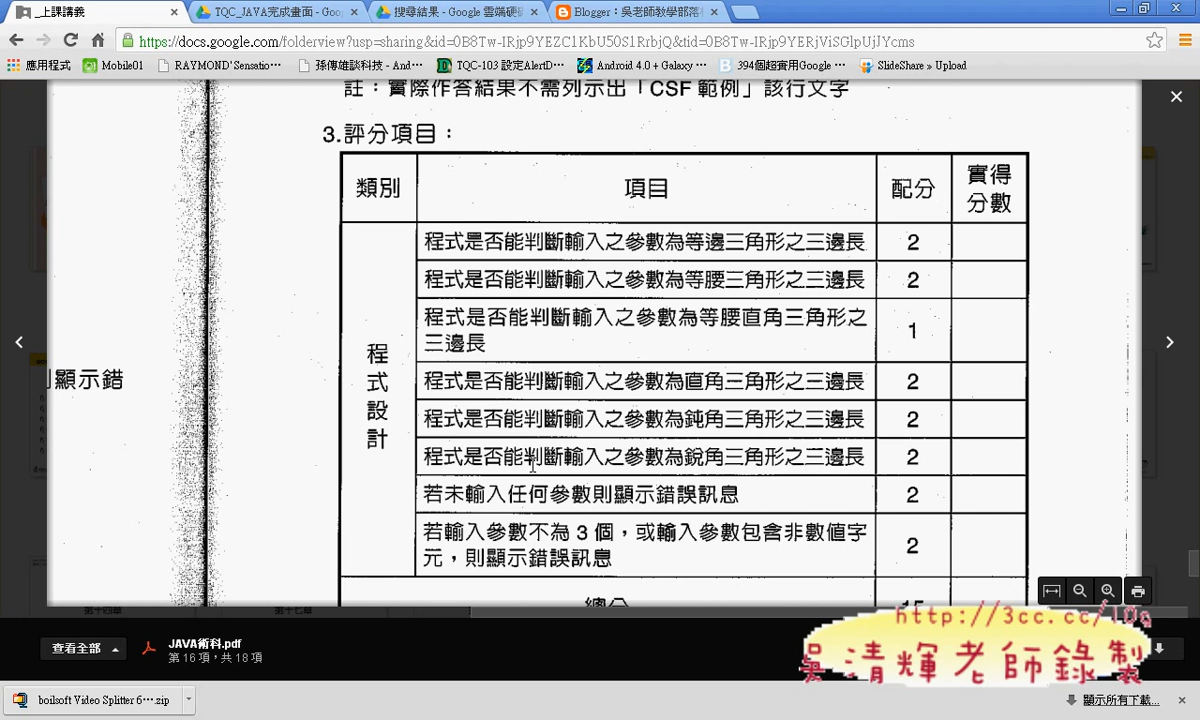 _上課講義
TQC_JAVA完成畫面 - Goo
搜尋結果 - Google 雲端硬碟
Blogger：吳老師教學部落
https://docs.google.com/folderview?usp=sharing&id=0B8Tw-IRjp9YEZC1KbU50S1RrbjQ&tid=0B8Tw-IRjp9YERjViSGlpUjJYcms
應用程式 Mobile01 RAYMOND'Sensatio… 孫傳雄談科技 - And… TQC-103 設定AlertD… Android 4.0 + Galaxy … 394個超實用Google … SlideShare » Upload
註：實際作答結果不需列示出「CSF 範例」該行文字
3.評分項目：
類別 項目 配分 實得分數
程式設計
程式是否能判斷輸入之參數為等邊三角形之三邊長 2
程式是否能判斷輸入之參數為等腰三角形之三邊長 2
程式是否能判斷輸入之參數為等腰直角三角形之
三邊長 1
程式是否能判斷輸入之參數為直角三角形之三邊長 2
程式是否能判斷輸入之參數為鈍角三角形之三邊長 2
程式是否能判斷輸入之參數為銳角三角形之三邊長 2
若未輸入任何參數則顯示錯誤訊息 2
若輸入參數不為 3 個，或輸入參數包含非數值字
元，則顯示錯誤訊息 2
總分 15
顯示錯
第十四章 第十七章
查看全部
JAVA術科.pdf
第 16 項，共 18 項
http://3cc.cc/10q
吳清輝老師錄製
boilsoft Video Splitter 6….zip
顯示所有下載...